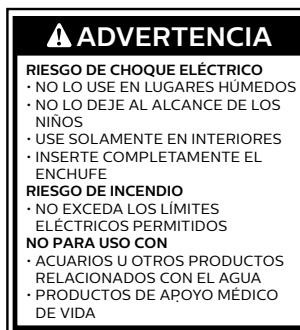 ⚠ ADVERTENCIA
RIESGO DE CHOQUE ELÉCTRICO
· NO LO USE EN LUGARES HÚMEDOS
· NO LO DEJE AL ALCANCE DE LOS
NIÑOS
· USE SOLAMENTE EN INTERIORES
· INSERTE COMPLETAMENTE EL
ENCHUFE
RIESGO DE INCENDIO
· NO EXCEDA LOS LÍMITES
ELÉCTRICOS PERMITIDOS
NO PARA USO CON
· ACUARIOS U OTROS PRODUCTOS
RELACIONADOS CON EL AGUA
· PRODUCTOS DE APOYO MÉDICO
DE VIDA